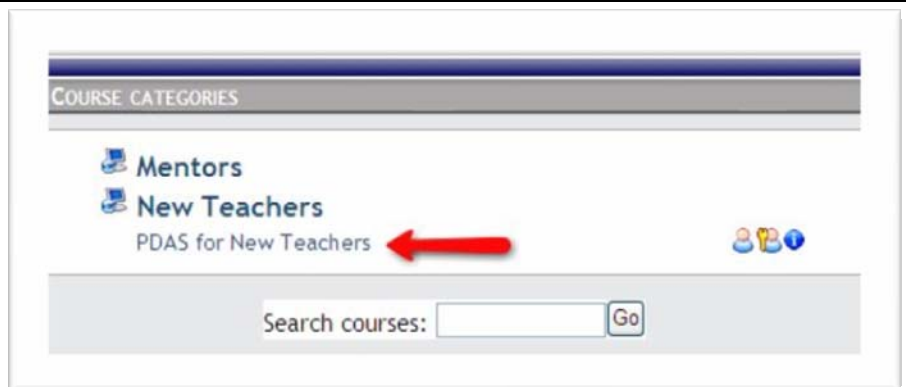 COURSE CATEGORIES
Mentors
New Teachers
PDAS for New Teachers
Search courses: Go